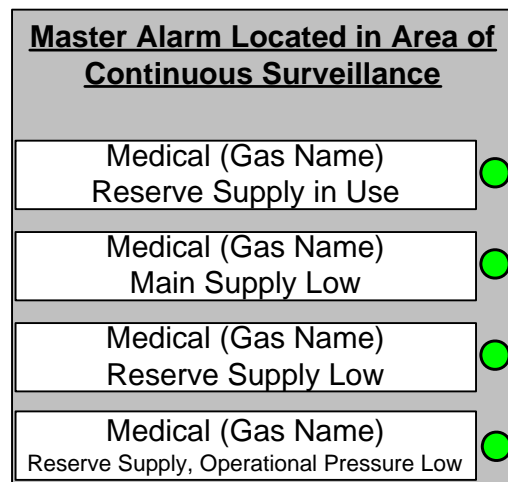 Master Alarm Located in Area of
Continuous Surveillance
Medical (Gas Name)
Reserve Supply in Use
Medical (Gas Name)
Main Supply Low
Medical (Gas Name)
Reserve Supply Low
Medical (Gas Name)
Reserve Supply, Operational Pressure Low